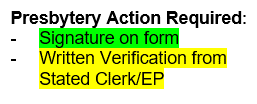 Presbytery Action Required:
- Signature on form
- Written Verification from
Stated Clerk/EP